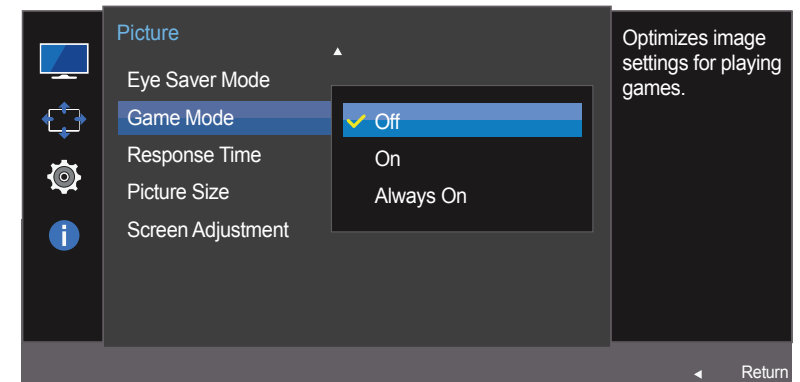 Picture
Eye Saver Mode
Game Mode
Response Time
Picture Size
Screen Adjustment
Off
On
Always On
Optimizes image
settings for playing
games.
Return